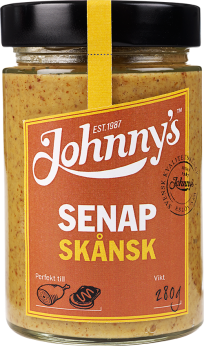 EST. 1987
Johnny's
™
SENAP
SKÅNSK
Perfekt till
Vikt
280g